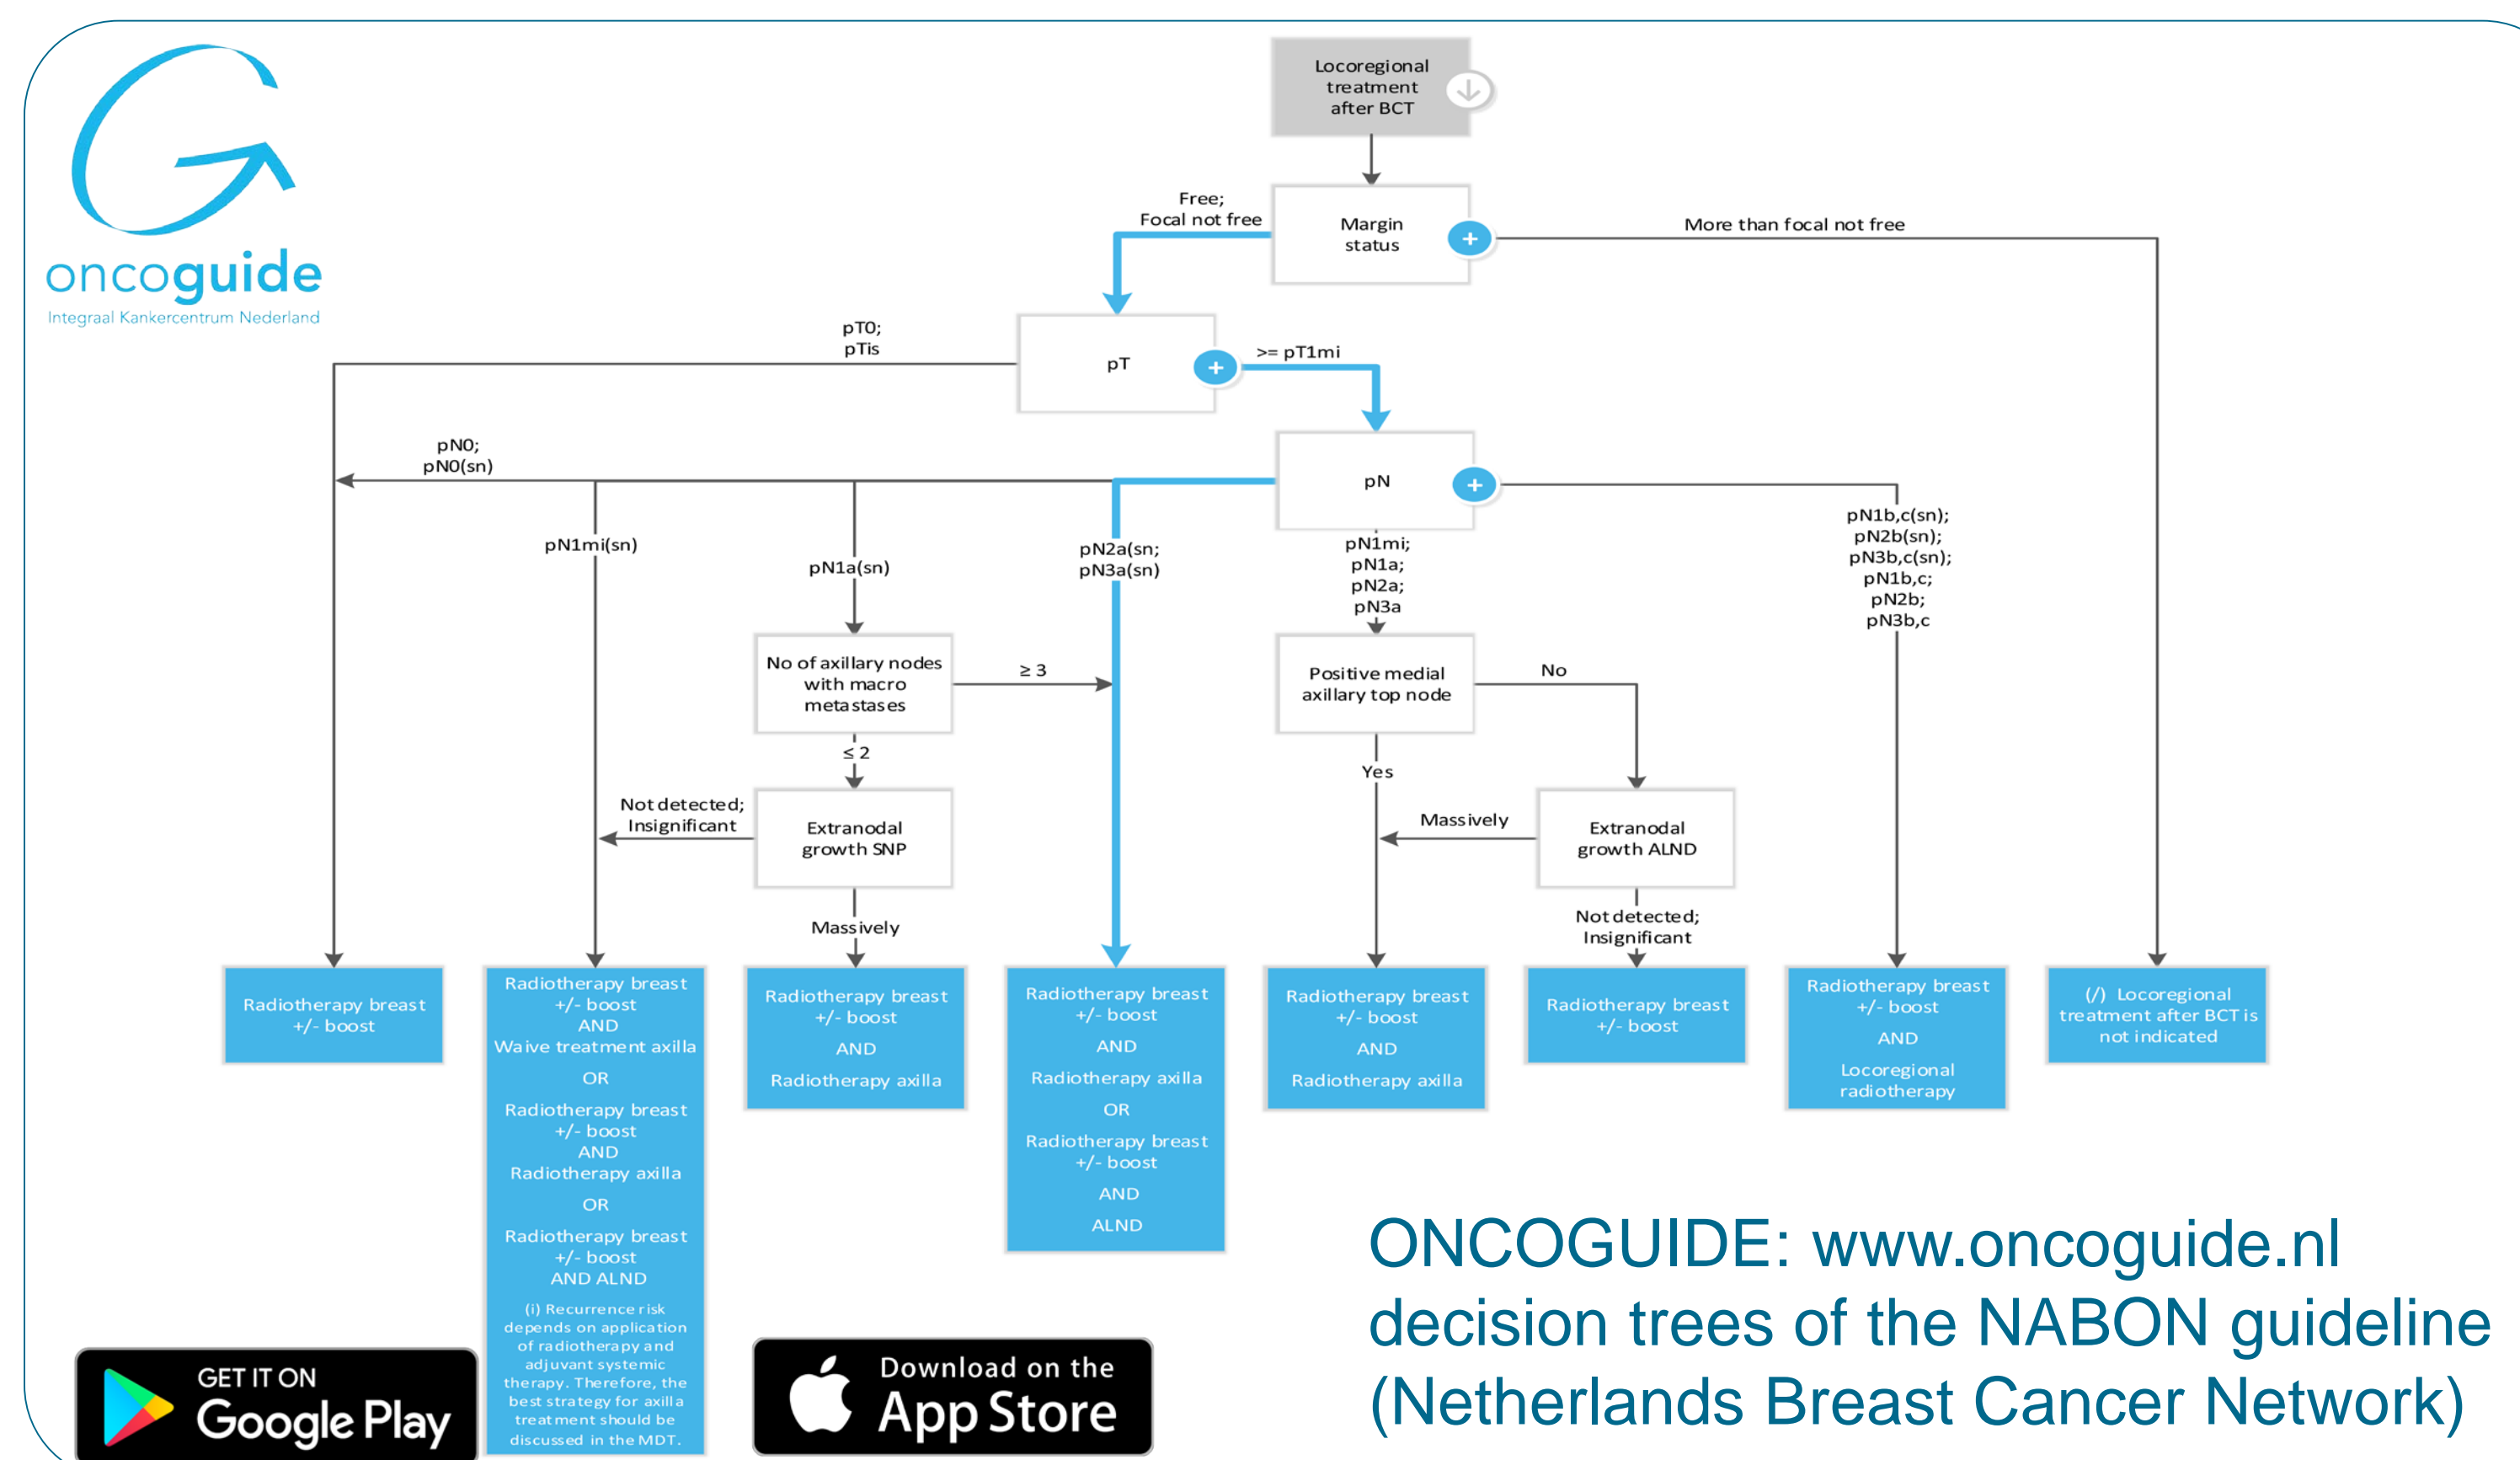 oncoguide
Integraal Kankercentrum Nederland
Locoregional
treatment
after BCT
Free;
Focal not free
Margin
status
+
More than focal not free
pT0;
pTis
pT
+
>= pT1mi
pN0;
pN0(sn)
pN
+
pN1mi(sn)
pN1a(sn)
pN2a(sn;
pN3a(sn)
pN1mi;
pN1a;
pN2a;
pN3a
pN1b,c(sn);
pN2b(sn);
pN3b,c(sn);
pN1b,c;
pN2b;
pN3b,c
No of axillary nodes
with macro
metastases
≥ 3
Positive medial
axillary top node
No
≤ 2
Yes
Not detected;
Insignificant
Extranodal
growth SNP
Massively
Extranodal
growth ALND
Massively
Not detected;
Insignificant
Radiotherapy breast
+/- boost
Radiotherapy breast
+/- boost
AND
Waive treatment axilla
OR
Radiotherapy breast
+/- boost
AND
Radiotherapy axilla
OR
Radiotherapy breast
+/- boost
AND ALND
(i) Recurrence risk
depends on application
of radiotherapy and
adjuvant systemic
therapy. Therefore, the
best strategy for axilla
treatment should be
discussed in the MDT.
Radiotherapy breast
+/- boost
AND
Radiotherapy axilla
Radiotherapy breast
+/- boost
AND
Radiotherapy axilla
OR
Radiotherapy breast
+/- boost
AND
ALND
Radiotherapy breast
+/- boost
AND
Radiotherapy axilla
Radiotherapy breast
+/- boost
Radiotherapy breast
+/- boost
AND
Locoregional
radiotherapy
(/) Locoregional
treatment after BCT is
not indicated
GET IT ON
Google Play
Download on the
App Store
ONCOGUIDE: www.oncoguide.nl
decision trees of the NABON guideline
(Netherlands Breast Cancer Network)